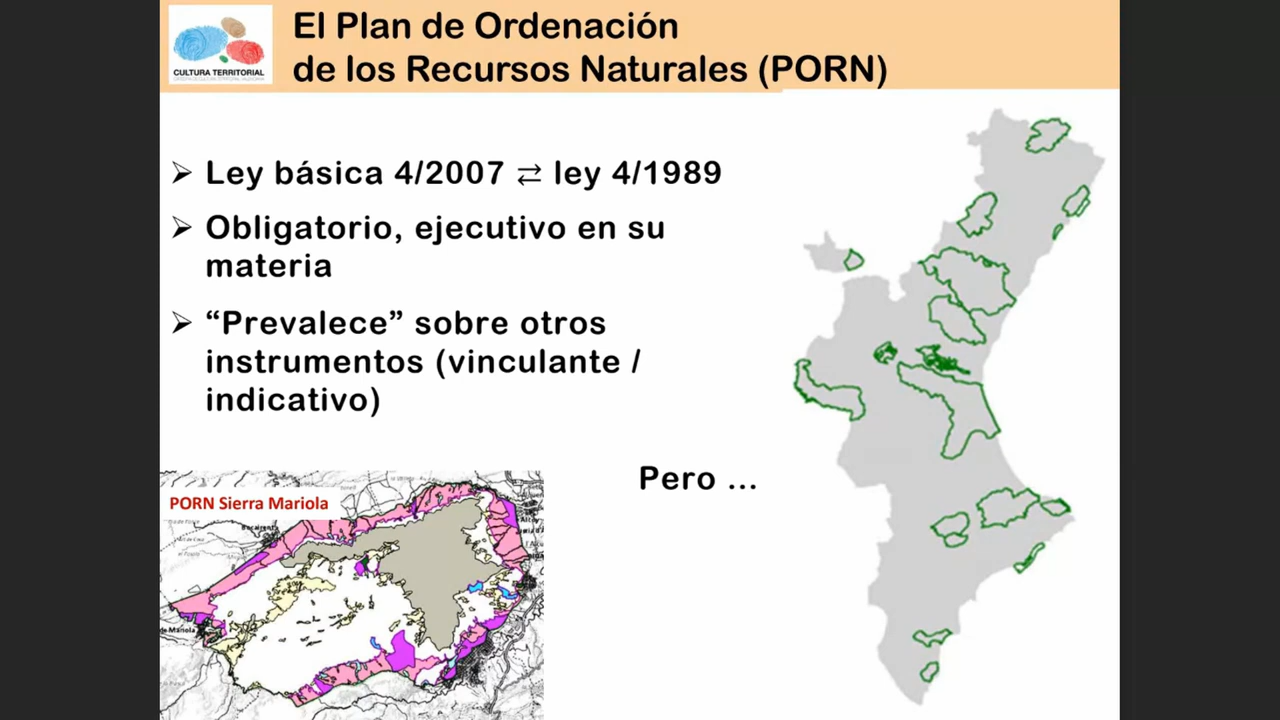 El Plan de Ordenación
de los Recursos Naturales (PORN)
CULTURA TERRITORIAL
➢ Ley básica 4/2007 ⇄ ley 4/1989
➢ Obligatorio, ejecutivo en su
materia
➢ “Prevalece” sobre otros
instrumentos (vinculante /
indicativo)
Pero ...
PORN Sierra Mariola